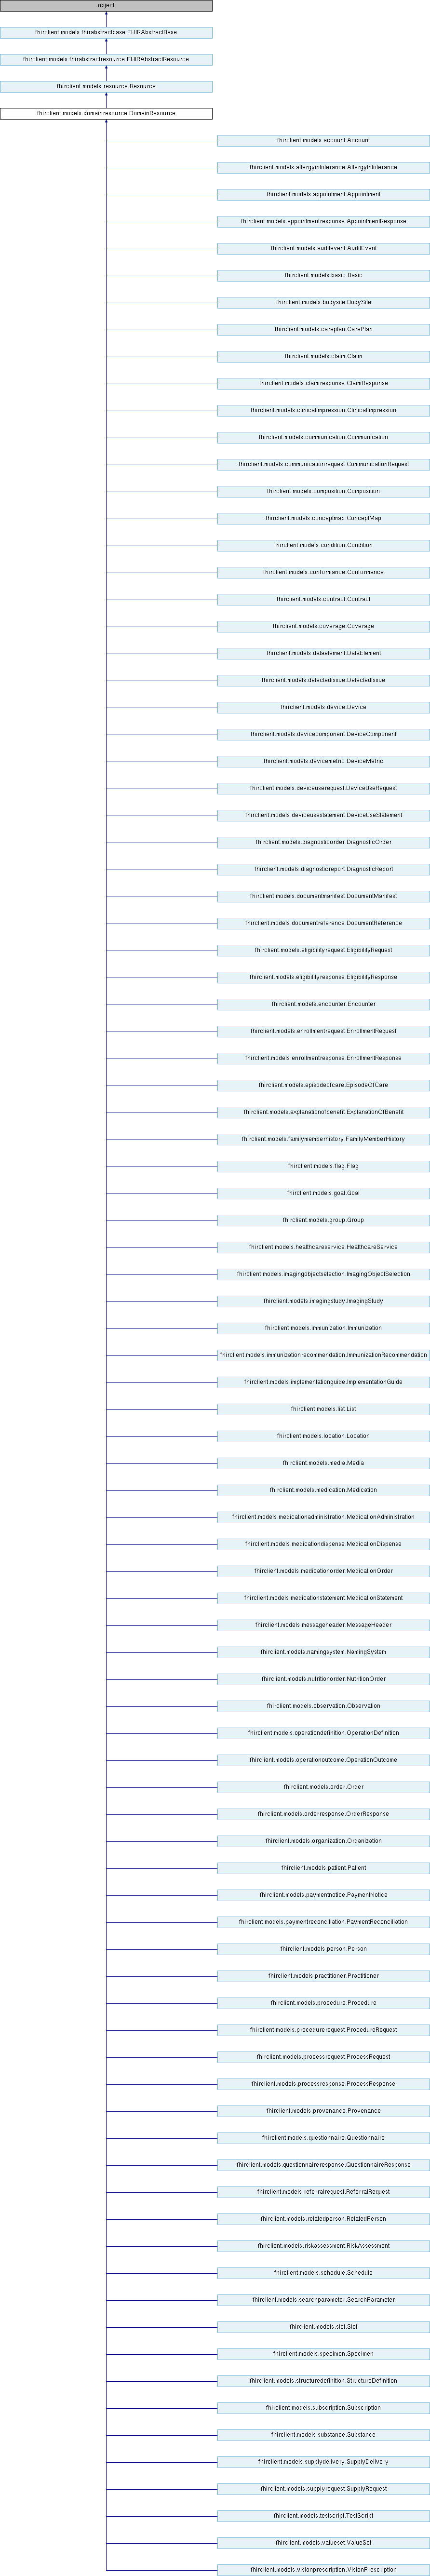 object
fhirclient.models.fhirabstractbase.FHIRAbstractBase
fhirclient.models.fhirabstractresource.FHIRAbstractResource
fhirclient.models.resource.Resource
fhirclient.models.domainresource.DomainResource
fhirclient.models.account.Account
fhirclient.models.allergyintolerance.AllergyIntolerance
fhirclient.models.appointment.Appointment
fhirclient.models.appointmentresponse.AppointmentResponse
fhirclient.models.auditevent.AuditEvent
fhirclient.models.basic.Basic
fhirclient.models.bodysite.BodySite
fhirclient.models.careplan.CarePlan
fhirclient.models.claim.Claim
fhirclient.models.claimresponse.ClaimResponse
fhirclient.models.clinicalimpression.ClinicalImpression
fhirclient.models.communication.Communication
fhirclient.models.communicationrequest.CommunicationRequest
fhirclient.models.composition.Composition
fhirclient.models.conceptmap.ConceptMap
fhirclient.models.condition.Condition
fhirclient.models.conformance.Conformance
fhirclient.models.contract.Contract
fhirclient.models.coverage.Coverage
fhirclient.models.dataelement.DataElement
fhirclient.models.detectedissue.DetectedIssue
fhirclient.models.device.Device
fhirclient.models.devicecomponent.DeviceComponent
fhirclient.models.devicemetric.DeviceMetric
fhirclient.models.deviceuserequest.DeviceUseRequest
fhirclient.models.deviceusestatement.DeviceUseStatement
fhirclient.models.diagnosticorder.DiagnosticOrder
fhirclient.models.diagnosticreport.DiagnosticReport
fhirclient.models.documentmanifest.DocumentManifest
fhirclient.models.documentreference.DocumentReference
fhirclient.models.eligibilityrequest.EligibilityRequest
fhirclient.models.eligibilityresponse.EligibilityResponse
fhirclient.models.encounter.Encounter
fhirclient.models.enrollmentrequest.EnrollmentRequest
fhirclient.models.enrollmentresponse.EnrollmentResponse
fhirclient.models.episodeofcare.EpisodeOfCare
fhirclient.models.explanationofbenefit.ExplanationOfBenefit
fhirclient.models.familymemberhistory.FamilyMemberHistory
fhirclient.models.flag.Flag
fhirclient.models.goal.Goal
fhirclient.models.group.Group
fhirclient.models.healthcareservice.HealthcareService
fhirclient.models.imagingobjectselection.ImagingObjectSelection
fhirclient.models.imagingstudy.ImagingStudy
fhirclient.models.immunization.Immunization
fhirclient.models.immunizationrecommendation.ImmunizationRecommendation
fhirclient.models.implementationguide.ImplementationGuide
fhirclient.models.list.List
fhirclient.models.location.Location
fhirclient.models.media.Media
fhirclient.models.medication.Medication
fhirclient.models.medicationadministration.MedicationAdministration
fhirclient.models.medicationdispense.MedicationDispense
fhirclient.models.medicationorder.MedicationOrder
fhirclient.models.medicationstatement.MedicationStatement
fhirclient.models.messageheader.MessageHeader
fhirclient.models.namingsystem.NamingSystem
fhirclient.models.nutritionorder.NutritionOrder
fhirclient.models.observation.Observation
fhirclient.models.operationdefinition.OperationDefinition
fhirclient.models.operationoutcome.OperationOutcome
fhirclient.models.order.Order
fhirclient.models.orderresponse.OrderResponse
fhirclient.models.organization.Organization
fhirclient.models.patient.Patient
fhirclient.models.paymentnotice.PaymentNotice
fhirclient.models.paymentreconciliation.PaymentReconciliation
fhirclient.models.person.Person
fhirclient.models.practitioner.Practitioner
fhirclient.models.procedure.Procedure
fhirclient.models.procedurerequest.ProcedureRequest
fhirclient.models.processrequest.ProcessRequest
fhirclient.models.processresponse.ProcessResponse
fhirclient.models.provenance.Provenance
fhirclient.models.questionnaire.Questionnaire
fhirclient.models.questionnaireresponse.QuestionnaireResponse
fhirclient.models.referralrequest.ReferralRequest
fhirclient.models.relatedperson.RelatedPerson
fhirclient.models.riskassessment.RiskAssessment
fhirclient.models.schedule.Schedule
fhirclient.models.searchparameter.SearchParameter
fhirclient.models.slot.Slot
fhirclient.models.specimen.Specimen
fhirclient.models.structuredefinition.StructureDefinition
fhirclient.models.subscription.Subscription
fhirclient.models.substance.Substance
fhirclient.models.supplydelivery.SupplyDelivery
fhirclient.models.supplyrequest.SupplyRequest
fhirclient.models.testscript.TestScript
fhirclient.models.valueset.ValueSet
fhirclient.models.visionprescription.VisionPrescription